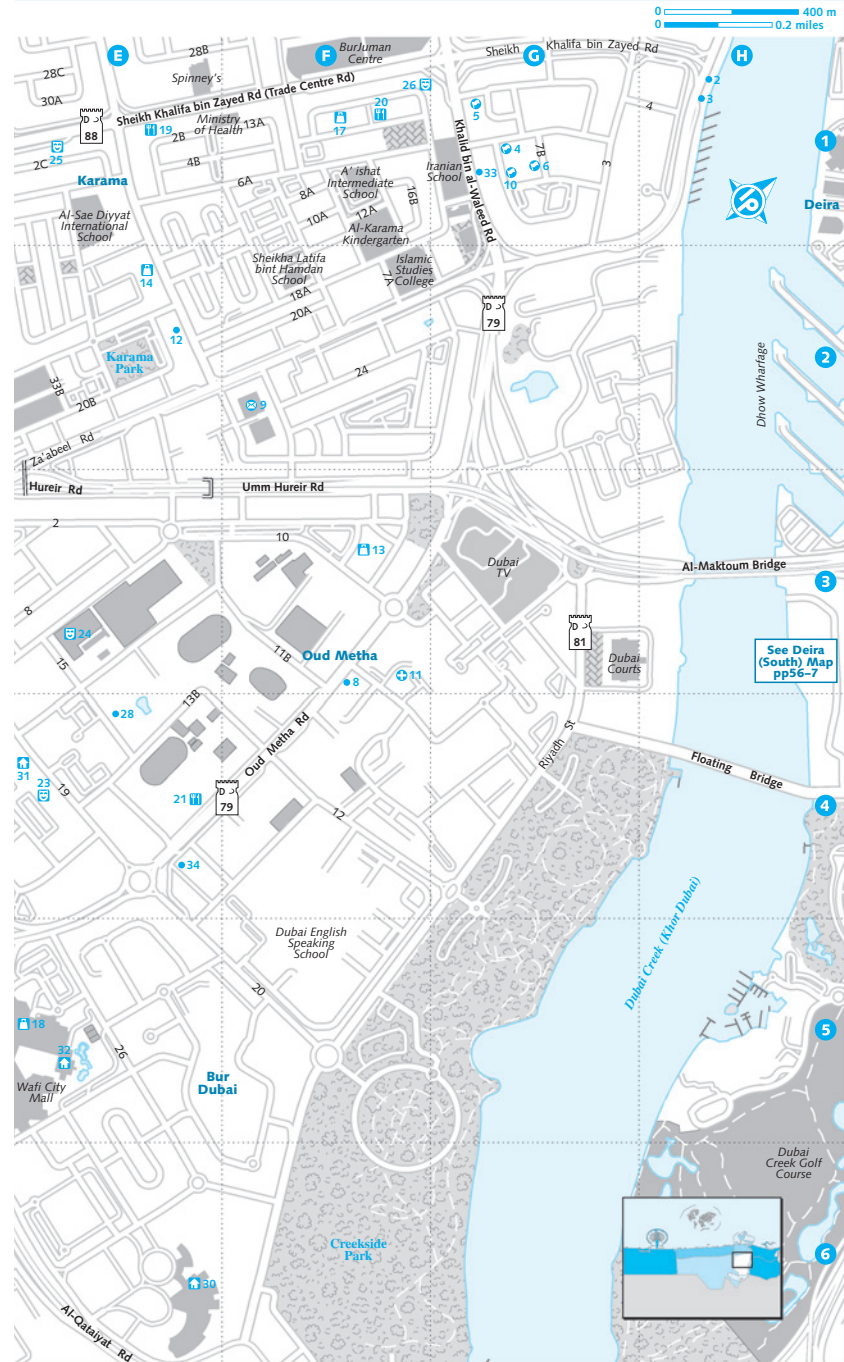 0 400 m
0 0.2 miles
E
F
G
H
28B
BurJuman
Centre
Sheikh Khalifa bin Zayed Rd
28C
Spinney's
30A
Sheikh Khalifa bin Zayed Rd (Trade Centre Rd)
26
2
3
D
88
19
Ministry
of Health
13A
2B
17
20
5
4
1
25
2C
4B
Khalid bin al-Waleed Rd
4
7B
6
3
Karama
6A
A' ishat
Intermediate
School
Iranian
School
33
10
8A
16B
Deira
Al-Sae Diyyat
International
School
10A
12A
Al-Karama
Kindergarten
Sheikha Latifa
bint Hamdan
School
7A
Islamic
Studies
College
14
18A
20A
D
79
12
Karama
Park
24
2
Dhow Wharfage
33B
20B
9
Za'abeel Rd
Hureir Rd
Umm Hureir Rd
2
10
13
Dubai
TV
Al-Maktoum Bridge
3
8
24
15
11B
Oud Metha
D
81
Dubai
Courts
See Deira
(South) Map
pp56–7
8
11
13B
28
Oud Metha Rd
Riyadh St
Floating Bridge
31
23
19
21
D
79
12
4
34
Dubai Creek (Khor Dubai)
Dubai English
Speaking
School
20
18
32
26
5
Wafi City
Mall
Bur
Dubai
Dubai
Creek Golf
Course
Creekside
Park
6
30
Al-Qataiyat Rd